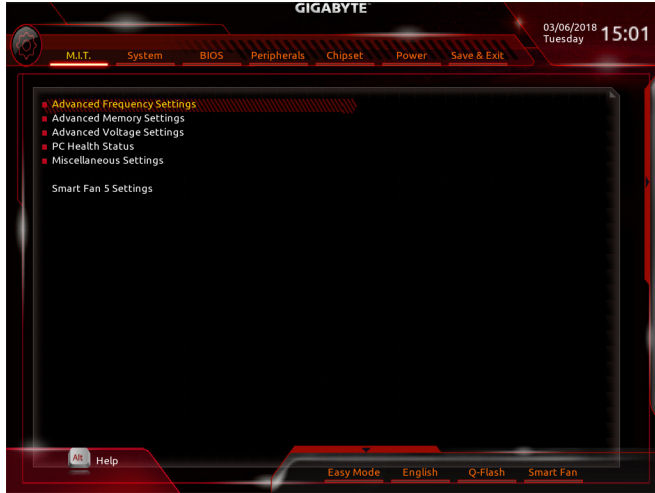 GIGABYTE™
03/06/2018
Tuesday
15:01
M.I.T. System BIOS Peripherals Chipset Power Save & Exit
Advanced Frequency Settings
Advanced Memory Settings
Advanced Voltage Settings
PC Health Status
Miscellaneous Settings
Smart Fan 5 Settings
Alt Help
Easy Mode English Q-Flash Smart Fan